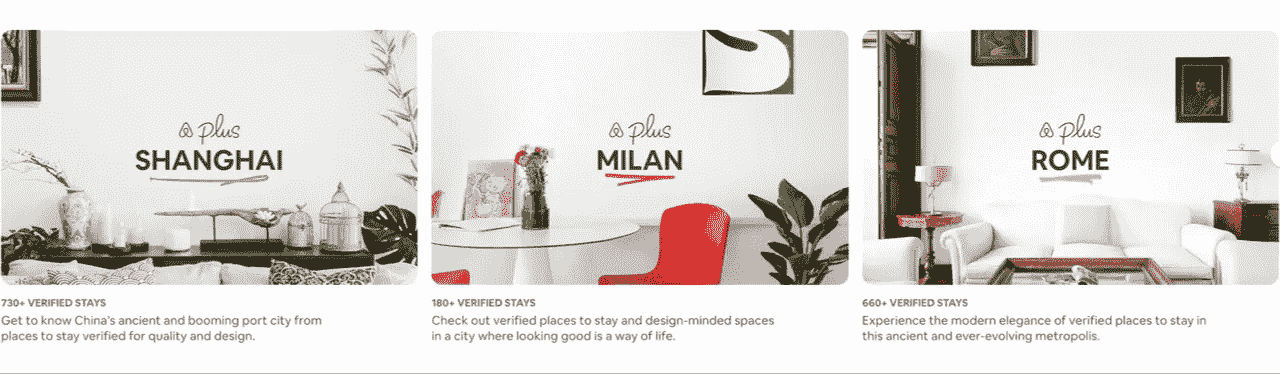 plus
SHANGHAI
730+ VERIFIED STAYS
Get to know China's ancient and booming port city from
places to stay verified for quality and design.
plus
MILAN
180+ VERIFIED STAYS
Check out verified places to stay and design-minded spaces
in a city where looking good is a way of life.
plus
ROME
660+ VERIFIED STAYS
Experience the modern elegance of verified places to stay in
this ancient and ever-evolving metropolis.